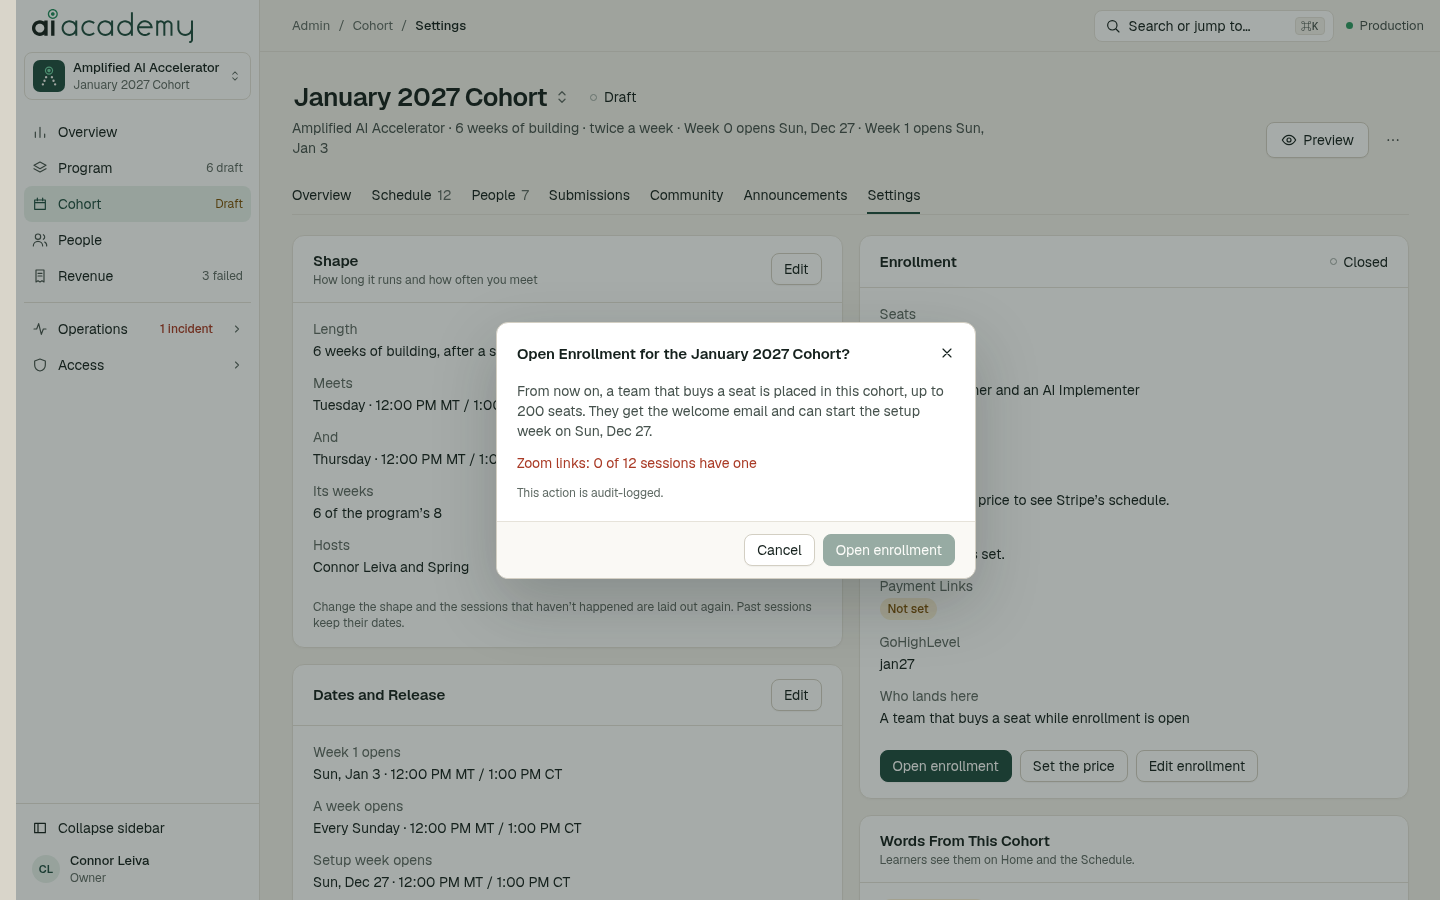 ai academy
Amplified AI Accelerator
January 2027 Cohort
Overview
Program 6 draft
Cohort Draft
People
Revenue 3 failed
Operations 1 incident
Access
Collapse sidebar
CL
Connor Leiva
Owner
Admin / Cohort / Settings
Search or jump to... ⌘K
Production
January 2027 Cohort
Draft
Amplified AI Accelerator · 6 weeks of building · twice a week · Week 0 opens Sun, Dec 27 · Week 1 opens Sun,
Jan 3
Preview
Overview Schedule 12 People 7 Submissions Community Announcements Settings
Shape
How long it runs and how often you meet
Edit
Length
6 weeks of building, after a s
Meets
Tuesday · 12:00 PM MT / 1:00
And
Thursday · 12:00 PM MT / 1:0
Its weeks
6 of the program's 8
Hosts
Connor Leiva and Spring
Change the shape and the sessions that haven't happened are laid out again. Past sessions
keep their dates.
Dates and Release
Edit
Week 1 opens
Sun, Jan 3 · 12:00 PM MT / 1:00 PM CT
A week opens
Every Sunday · 12:00 PM MT / 1:00 PM CT
Setup week opens
Sun, Dec 27 · 12:00 PM MT / 1:00 PM CT
Open Enrollment for the January 2027 Cohort?
From now on, a team that buys a seat is placed in this cohort, up to
200 seats. They get the welcome email and can start the setup
week on Sun, Dec 27.
Zoom links: 0 of 12 sessions have one
This action is audit-logged.
Cancel
Open enrollment
Enrollment
Closed
Seats
and an AI Implementer
price to see Stripe's schedule.
set.
Payment Links
Not set
GoHighLevel
jan27
Who lands here
A team that buys a seat while enrollment is open
Open enrollment
Set the price
Edit enrollment
Words From This Cohort
Learners see them on Home and the Schedule.